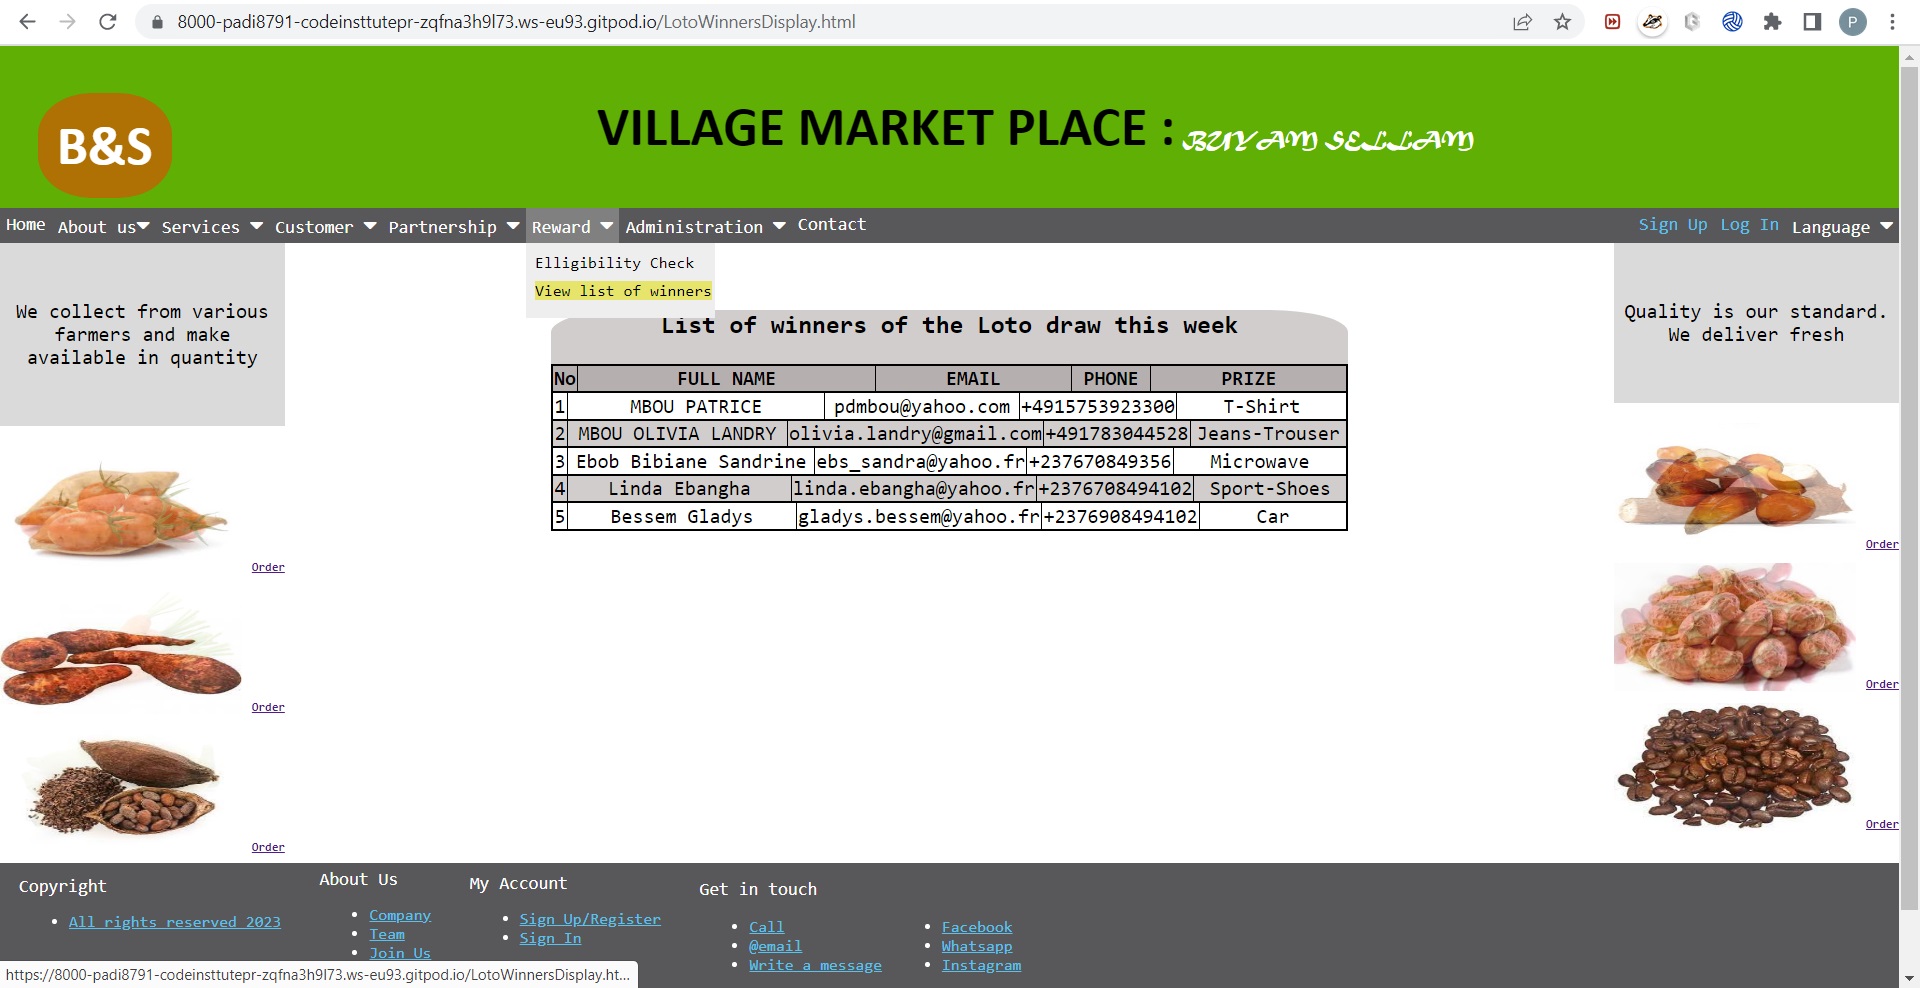 8000-padi8791-codeinsttutepr-zqfna3h9l73.ws-eu93.gitpod.io/LotoWinnersDisplay.html
P
B&S
VILLAGE MARKET PLACE : BUYAM SELLAM
Home About us Services Customer Partnership Reward Administration Contact Sign Up Log In Language
Elligibility Check
View list of winners
We collect from various
farmers and make
available in quantity
Quality is our standard.
We deliver fresh
List of winners of the Loto draw this week
No FULL NAME EMAIL PHONE PRIZE
1 MBOU PATRICE pdmbou@yahoo.com +4915753923300 T-Shirt
2 MBOU OLIVIA LANDRY olivia.landry@gmail.com +491783044528 Jeans-Trouser
3 Ebob Bibiane Sandrine ebs_sandra@yahoo.fr +237670849356 Microwave
4 Linda Ebangha linda.ebangha@yahoo.fr +2376708494102 Sport-Shoes
5 Bessem Gladys gladys.bessem@yahoo.fr +2376908494102 Car
Order
Order
Order
Order
Order
Order
Copyright
All rights reserved 2023
About Us
Company
Team
Join Us
My Account
Sign Up/Register
Sign In
Get in touch
Call
@email
Write a message
Facebook
Whatsapp
Instagram
https://8000-padi8791-codeinsttutepr-zqfna3h9l73.ws-eu93.gitpod.io/LotoWinnersDisplay.ht...